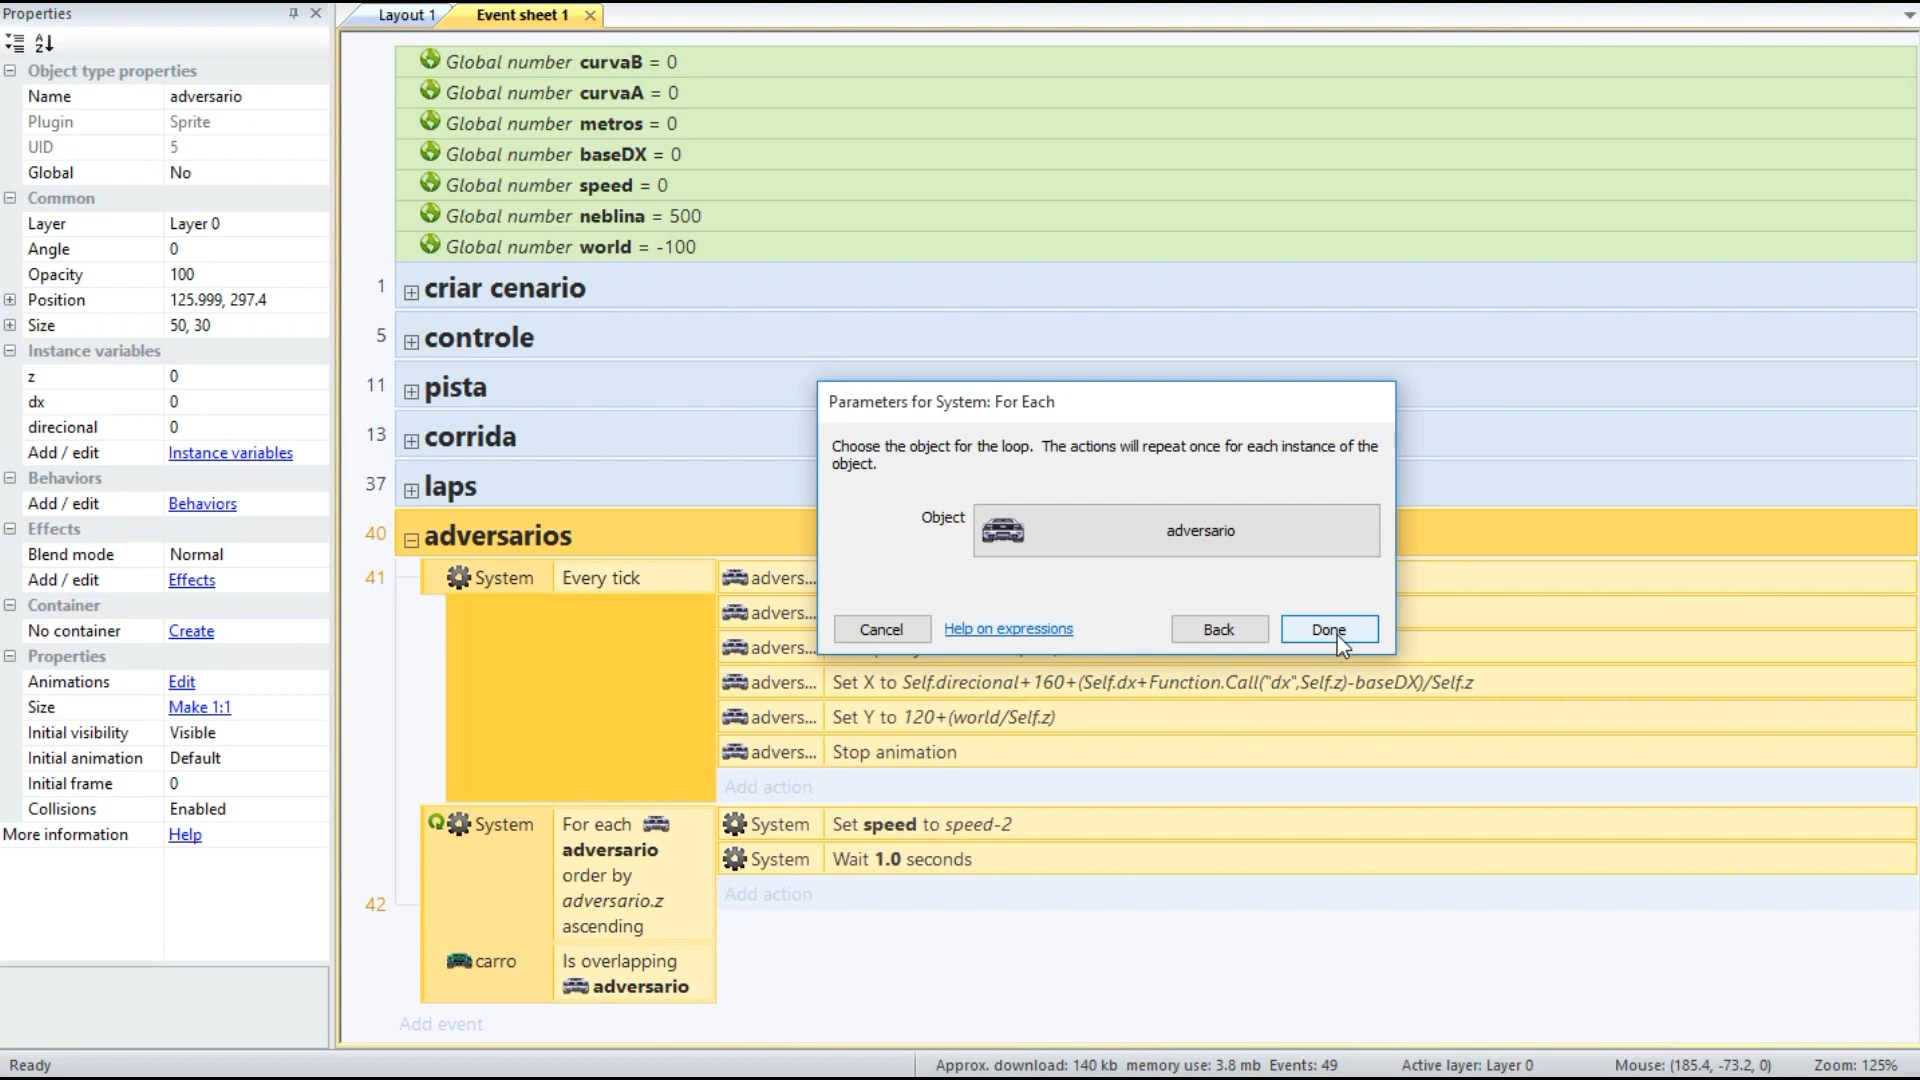 Properties
Object type properties
Name adversario
Plugin Sprite
UID 5
Global No
Common
Layer Layer 0
Angle 0
Opacity 100
Position 125.999, 297.4
Size 50, 30
Instance variables
z 0
dx 0
direcional 0
Add / edit Instance variables
Behaviors
Add / edit Behaviors
Effects
Blend mode Normal
Add / edit Effects
Container
No container Create
Properties
Animations Edit
Size Make 1:1
Initial visibility Visible
Initial animation Default
Initial frame 0
Collisions Enabled
More information Help
Layout 1 Event sheet 1
Global number curvaB = 0
Global number curvaA = 0
Global number metros = 0
Global number baseDX = 0
Global number speed = 0
Global number neblina = 500
Global number world = -100
1 criar cenario
5 controle
11 pista
13 corrida
37 laps
40 adversarios
41 System Every tick advers...
advers...
advers...
advers... Set X to Self.direcional+160+(Self.dx+Function.Call("dx",Self.z)-baseDX)/Self.z
advers... Set Y to 120+(world/Self.z)
advers... Stop animation
Add action
System For each
adversario
order by
adversario.z
ascending
System Set speed to speed-2
System Wait 1.0 seconds
Add action
42
carro Is overlapping
adversario
Add event
Parameters for System: For Each
Choose the object for the loop. The actions will repeat once for each instance of the
object.
Object adversario
Cancel Help on expressions Back Done
Ready Approx. download: 140 kb memory use: 3.8 mb Events: 49 Active layer: Layer 0 Mouse: (185.4, -73.2, 0) Zoom: 125%